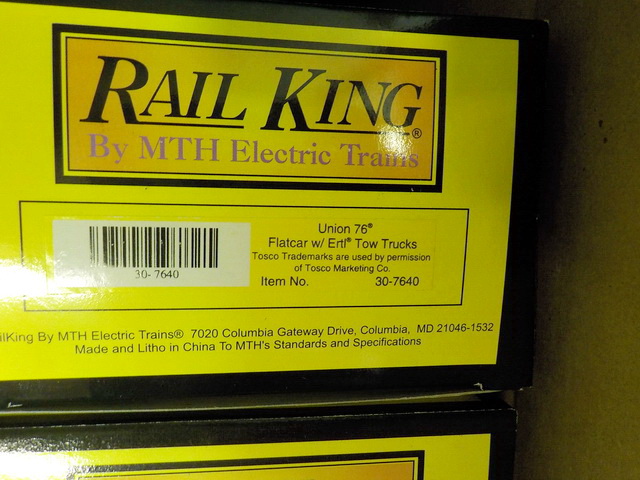 RAIL KING®
By MTH Electric Trains
30-7640
Union 76®
Flatcar w/ Ertl® Tow Trucks
Tosco Trademarks are used by permission
of Tosco Marketing Co.
Item No. 30-7640
ilKing By MTH Electric Trains® 7020 Columbia Gateway Drive, Columbia, MD 21046-1532
Made and Litho in China To MTH's Standards and Specifications